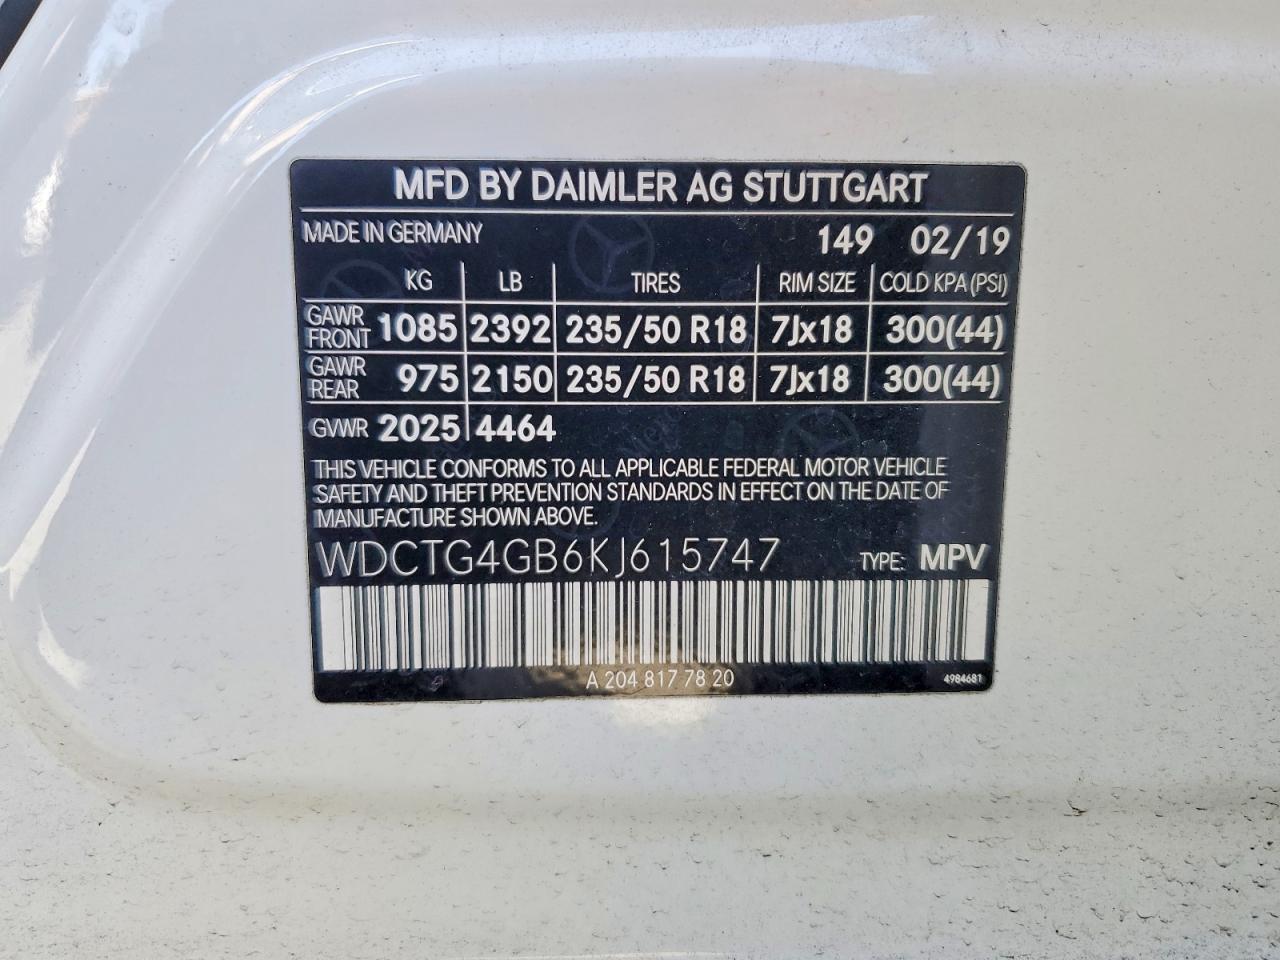 MFD BY DAIMLER AG STUTTGART
MADE IN GERMANY 149 02/19
KG LB TIRES RIM SIZE COLD KPA (PSI)
GAWR FRONT 1085 2392 235/50 R18 7Jx18 300(44)
GAWR REAR 975 2150 235/50 R18 7Jx18 300(44)
GVWR 2025 4464
THIS VEHICLE CONFORMS TO ALL APPLICABLE FEDERAL MOTOR VEHICLE
SAFETY AND THEFT PREVENTION STANDARDS IN EFFECT ON THE DATE OF
MANUFACTURE SHOWN ABOVE.
WDCTG4GB6KJ615747 TYPE: MPV
A 204 817 78 20 4984681